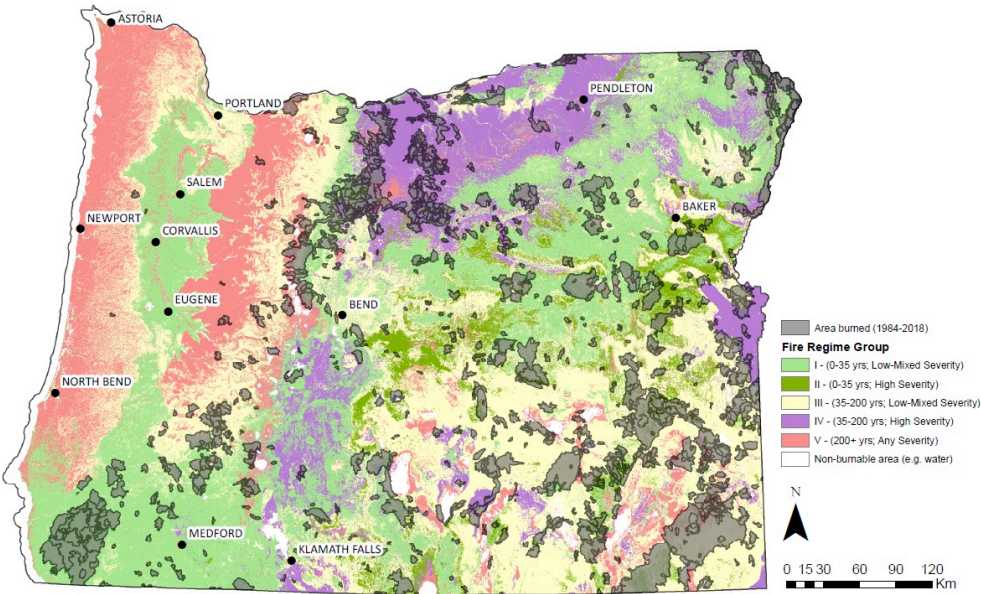 ASTORIA
PENDLETON
PORTLAND
SALEM
BAKER
NEWPORT
CORVALLIS
EUGENE
BEND
NORTH BEND
MEDFORD
KLAMATH FALLS
Area burned (1984-2018)
Fire Regime Group
I - (0-35 yrs; Low-Mixed Severity)
II - (0-35 yrs; High Severity)
III - (35-200 yrs; Low-Mixed Severity)
IV - (35-200 yrs; High Severity)
V - (200+ yrs; Any Severity)
Non-burnable area (e.g. water)
N
0 15 30 60 90 120
Km